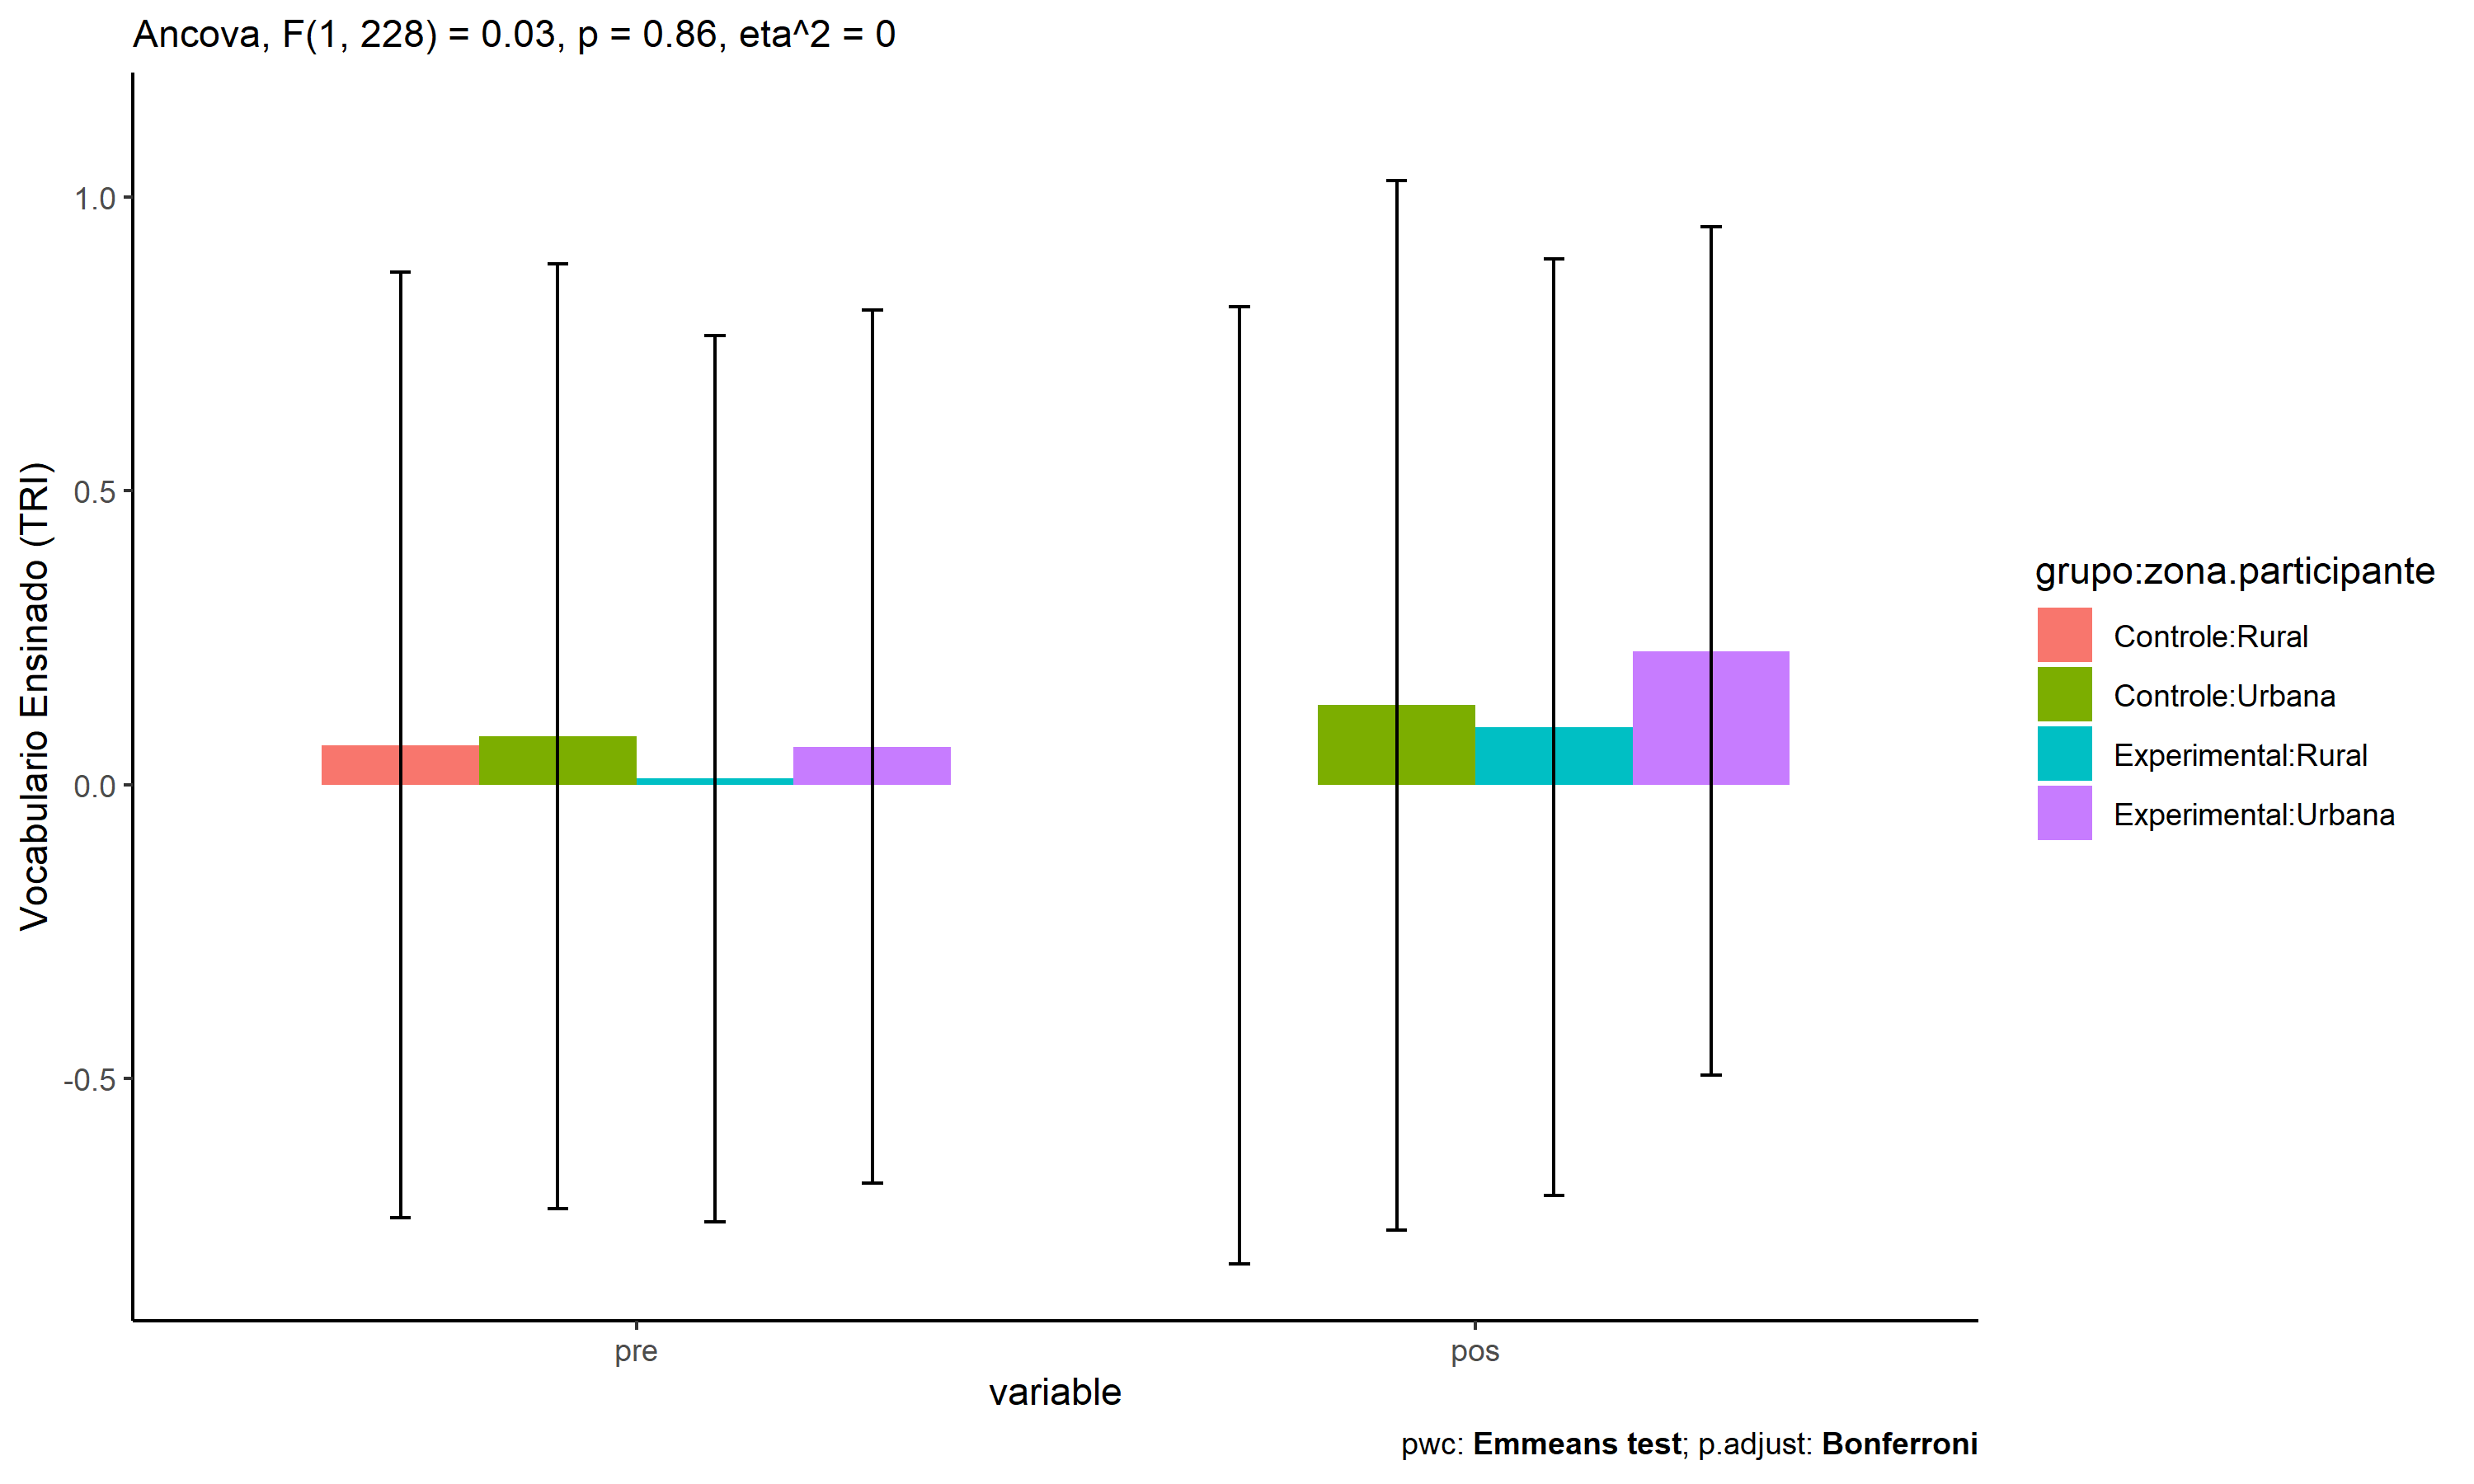 Ancova, F(1, 228) = 0.03, p = 0.86, eta^2 = 0
Vocabulario Ensinado (TRI)
1.0
0.5
0.0
-0.5
pre
pos
variable
grupo:zona.participante
Controle:Rural
Controle:Urbana
Experimental:Rural
Experimental:Urbana
pwc: Emmeans test; p.adjust: Bonferroni